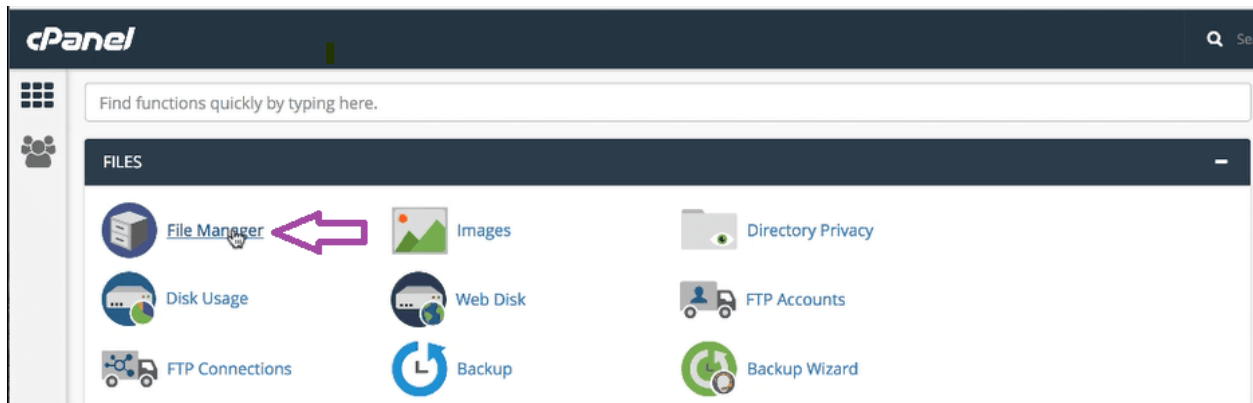 cPanel
Se
Find functions quickly by typing here.
FILES
File Manager
Images
Directory Privacy
Disk Usage
Web Disk
FTP Accounts
FTP Connections
Backup
Backup Wizard